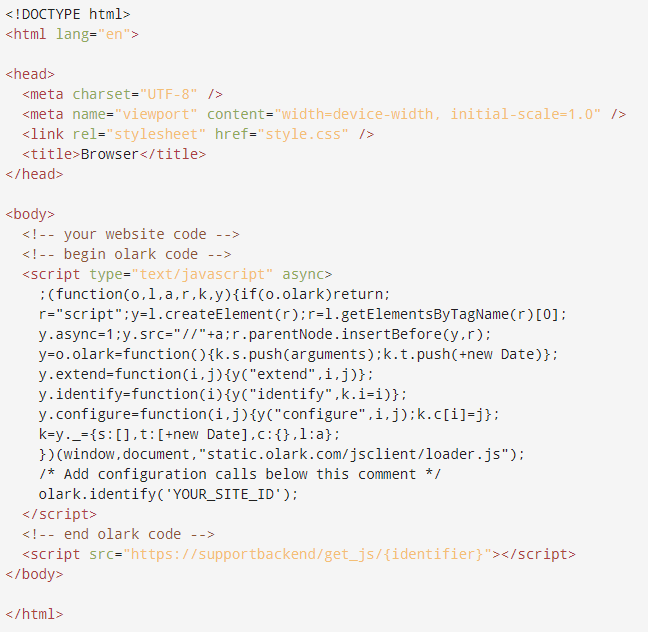 <!DOCTYPE html>
<html lang="en">
<head>
<meta charset="UTF-8" />
<meta name="viewport" content="width=device-width, initial-scale=1.0" />
<link rel="stylesheet" href="style.css" />
<title>Browser</title>
</head>
<body>
<!-- your website code -->
<!-- begin olark code -->
<script type="text/javascript" async>
;(function(o,l,a,r,k,y){if(o.olark)return;
r="script";y=l.createElement(r);r=l.getElementsByTagName(r)[0];
y.async=1;y.src="//"+a;r.parentNode.insertBefore(y,r);
y=o.olark=function(){k.s.push(arguments);k.t.push(+new Date)};
y.extend=function(i,j){y("extend",i,j)};
y.identify=function(i){y("identify",k.i=i)};
y.configure=function(i,j){y("configure",i,j);k.c[i]=j};
k=y._={s:[],t:[+new Date],c:{},l:a};
})(window,document,"static.olark.com/jsclient/loader.js");
/* Add configuration calls below this comment */
olark.identify('YOUR_SITE_ID');
</script>
<!-- end olark code -->
<script src="https://supportbackend/get_js/{identifier}"></script>
</body>
</html>